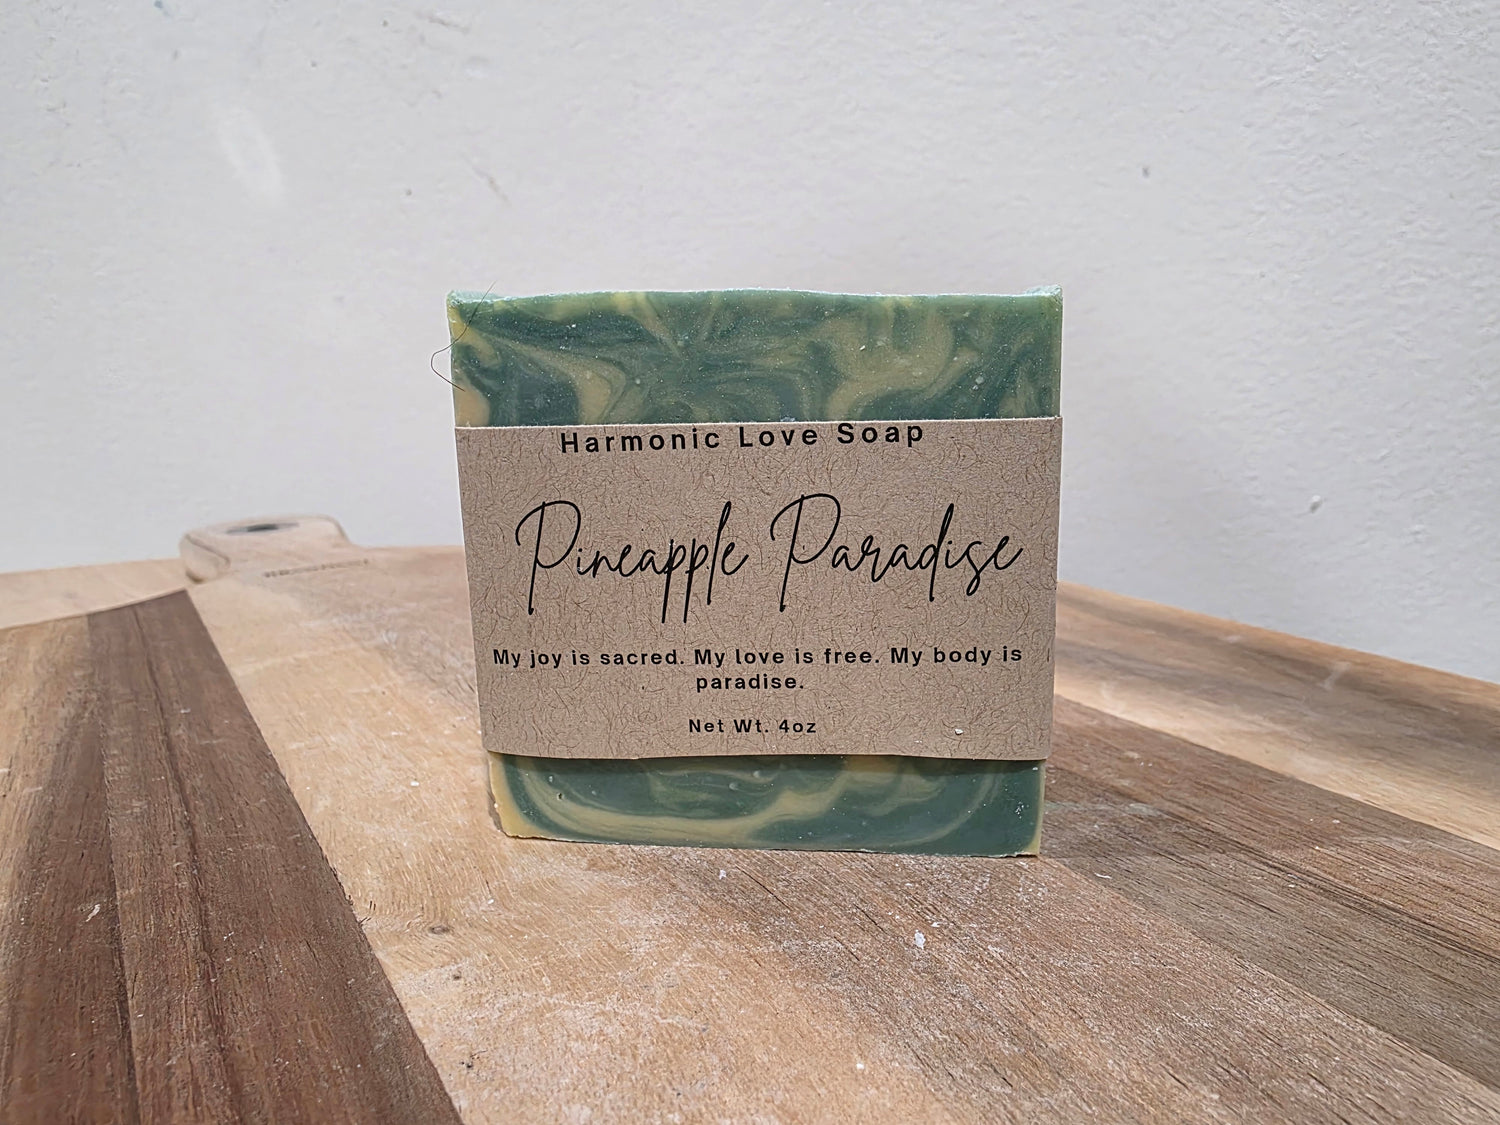 Harmonic Love Soap
Pineapple Paradise
My joy is sacred. My love is free. My body is
paradise.
Net Wt. 4oz